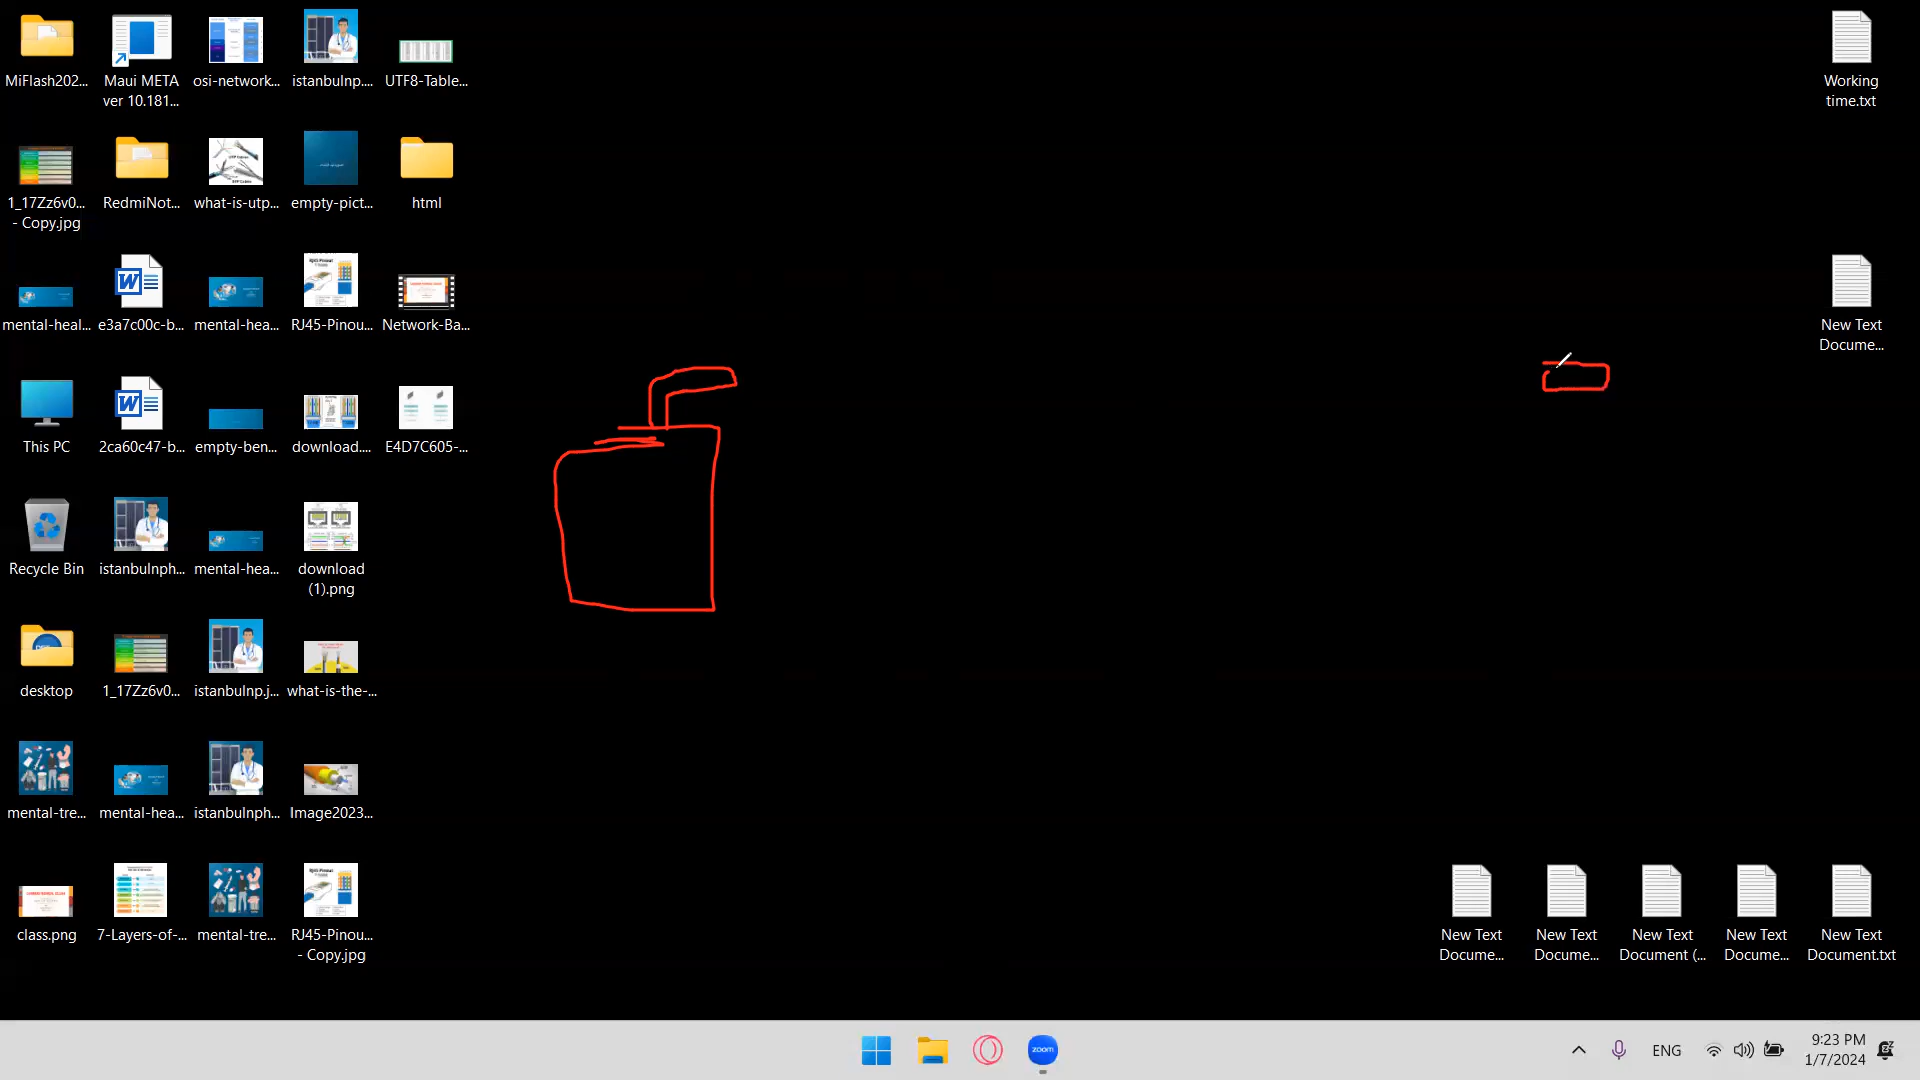 MiFlash202...
Maui META
ver 10.181...
osi-network...
istanbulnp....
UTF8-Table...
Working
time.txt
1_17Zz6v0...
- Copy.jpg
RedmiNot...
what-is-utp...
empty-pict...
html
mental-heal...
e3a7c00c-b...
mental-hea...
RJ45-Pinou...
Network-Ba...
New Text
Docume...
This PC
2ca60c47-b...
empty-ben...
download....
E4D7C605-...
Recycle Bin
istanbulnph...
mental-hea...
download
(1).png
desktop
1_17Zz6v0...
istanbulnp.j...
what-is-the-...
mental-tre...
mental-hea...
istanbulnph...
Image2023...
class.png
7-Layers-of-...
mental-tre...
RJ45-Pinou...
- Copy.jpg
New Text
Docume...
New Text
Docume...
New Text
Document (...
New Text
Docume...
New Text
Document.txt
zoom
ENG
9:23 PM
1/7/2024